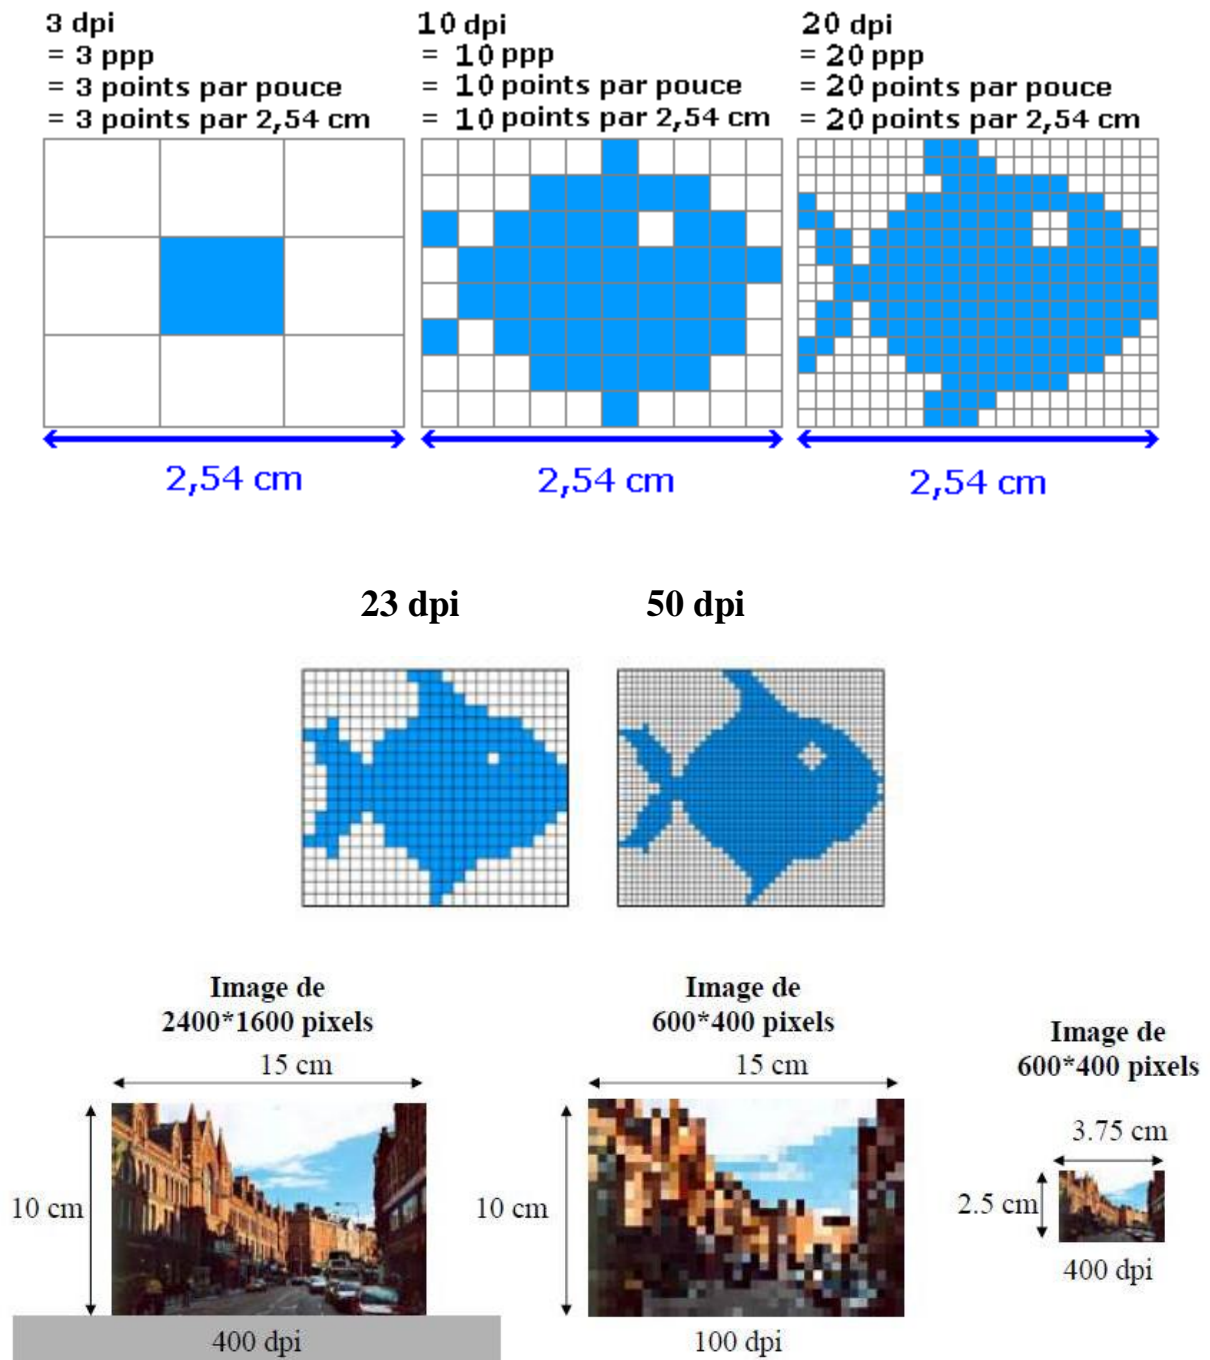 3 dpi
= 3 ppp
= 3 points par pouce
= 3 points par 2,54 cm
2,54 cm
10 dpi
= 10 ppp
= 10 points par pouce
= 10 points par 2,54 cm
2,54 cm
20 dpi
= 20 ppp
= 20 points par pouce
= 20 points par 2,54 cm
2,54 cm
23 dpi
50 dpi
Image de
2400*1600 pixels
15 cm
10 cm
400 dpi
Image de
600*400 pixels
15 cm
10 cm
100 dpi
Image de
600*400 pixels
3.75 cm
2.5 cm
400 dpi